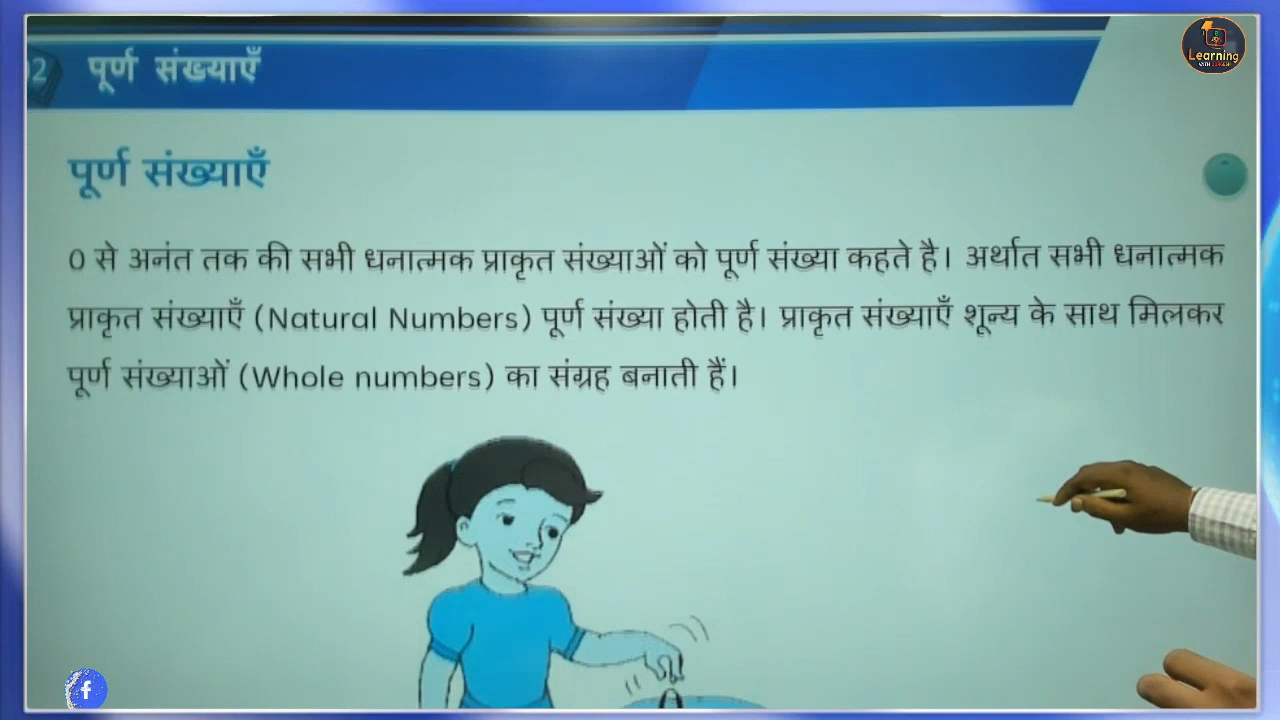 02 पूर्ण संख्याएँ
Learning
पूर्ण संख्याएँ
0 से अनंत तक की सभी धनात्मक प्राकृत संख्याओं को पूर्ण संख्या कहते है। अर्थात सभी धनात्मक
प्राकृत संख्याएँ (Natural Numbers) पूर्ण संख्या होती है। प्राकृत संख्याएँ शून्य के साथ मिलकर
पूर्ण संख्याओं (Whole numbers) का संग्रह बनाती हैं।
f